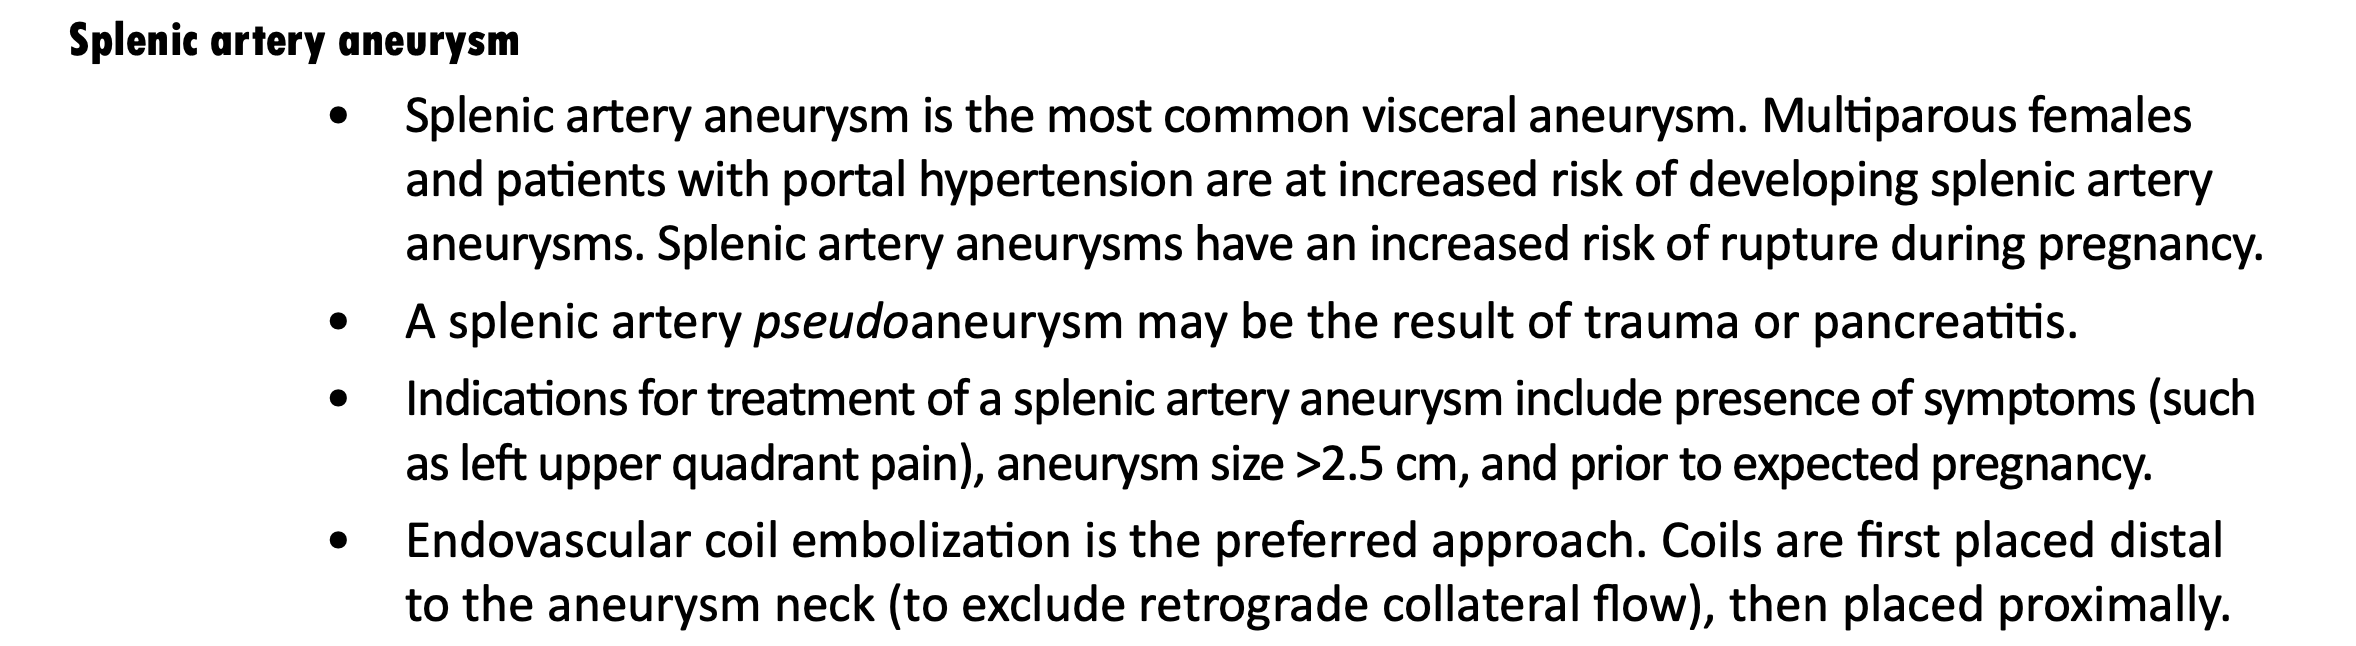 Splenic artery aneurysm
• Splenic artery aneurysm is the most common visceral aneurysm. Multiparous females
and patients with portal hypertension are at increased risk of developing splenic artery
aneurysms. Splenic artery aneurysms have an increased risk of rupture during pregnancy.
• A splenic artery pseudoaneurysm may be the result of trauma or pancreatitis.
• Indications for treatment of a splenic artery aneurysm include presence of symptoms (such
as left upper quadrant pain), aneurysm size >2.5 cm, and prior to expected pregnancy.
• Endovascular coil embolization is the preferred approach. Coils are first placed distal
to the aneurysm neck (to exclude retrograde collateral flow), then placed proximally.